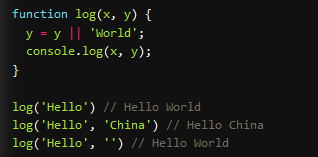 function log(x, y) {
  y = y || 'World';
  console.log(x, y);
}

log('Hello') // Hello World
log('Hello', 'China') // Hello China
log('Hello', '') // Hello World